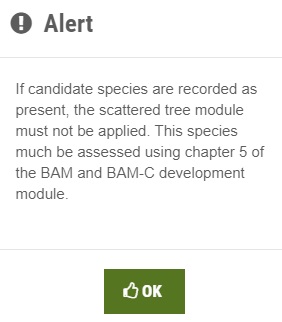 Alert
If candidate species are recorded as
present, the scattered tree module
must not be applied. This species
much be assessed using chapter 5 of
the BAM and BAM-C development
module.
OK